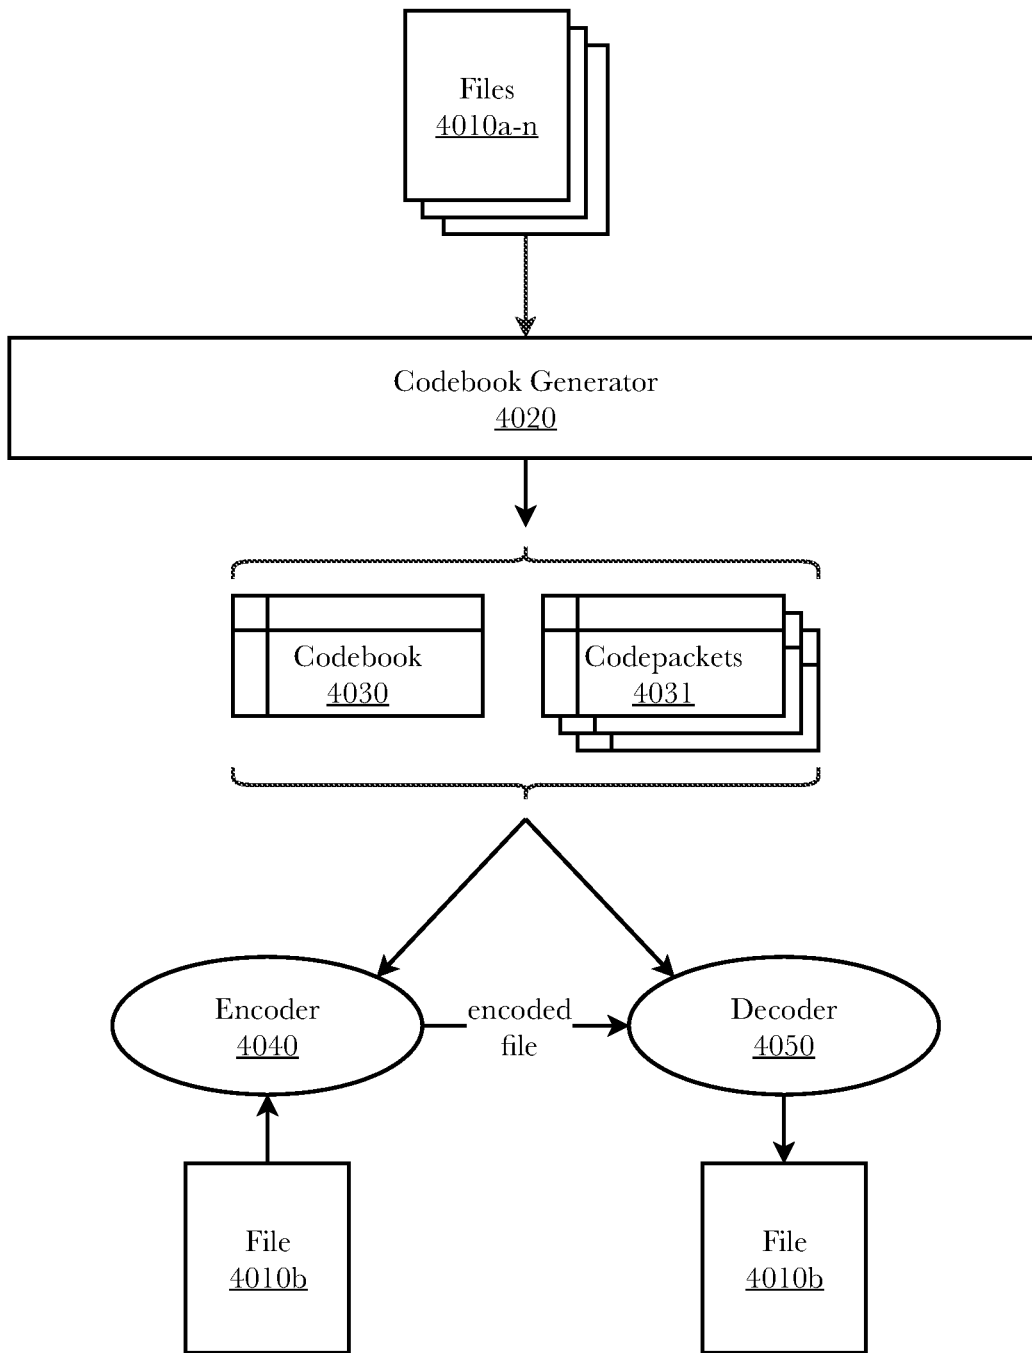 Files
4010a-n
Codebook Generator
4020
Codebook
4030
Codepackets
4031
Encoder
4040
encoded
file
Decoder
4050
File
4010b
File
4010b